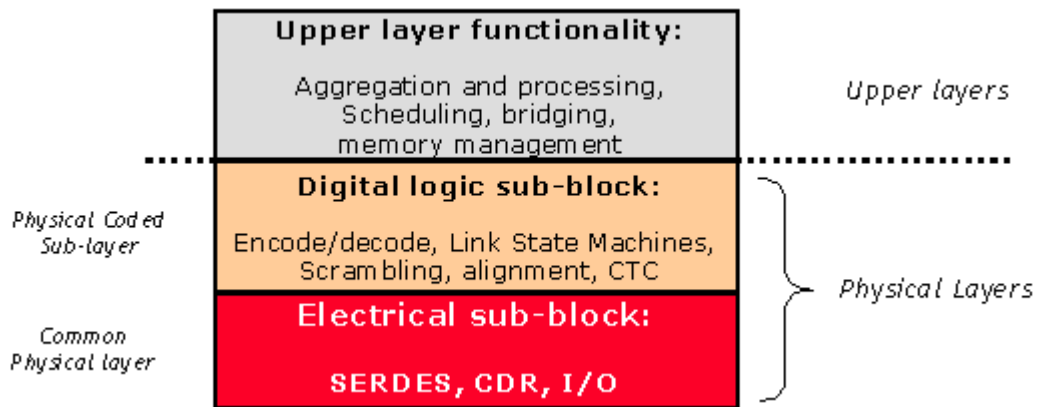 Upper layer functionality:
Aggregation and processing,
Scheduling, bridging,
memory management
Upper layers
Digital logic sub-block:
Physical Coded
Sub-layer
Encode/decode, Link State Machines,
Scrambling, alignment, CTC
Physical Layers
Electrical sub-block:
Common
Physical layer
SERDES, CDR, I/O